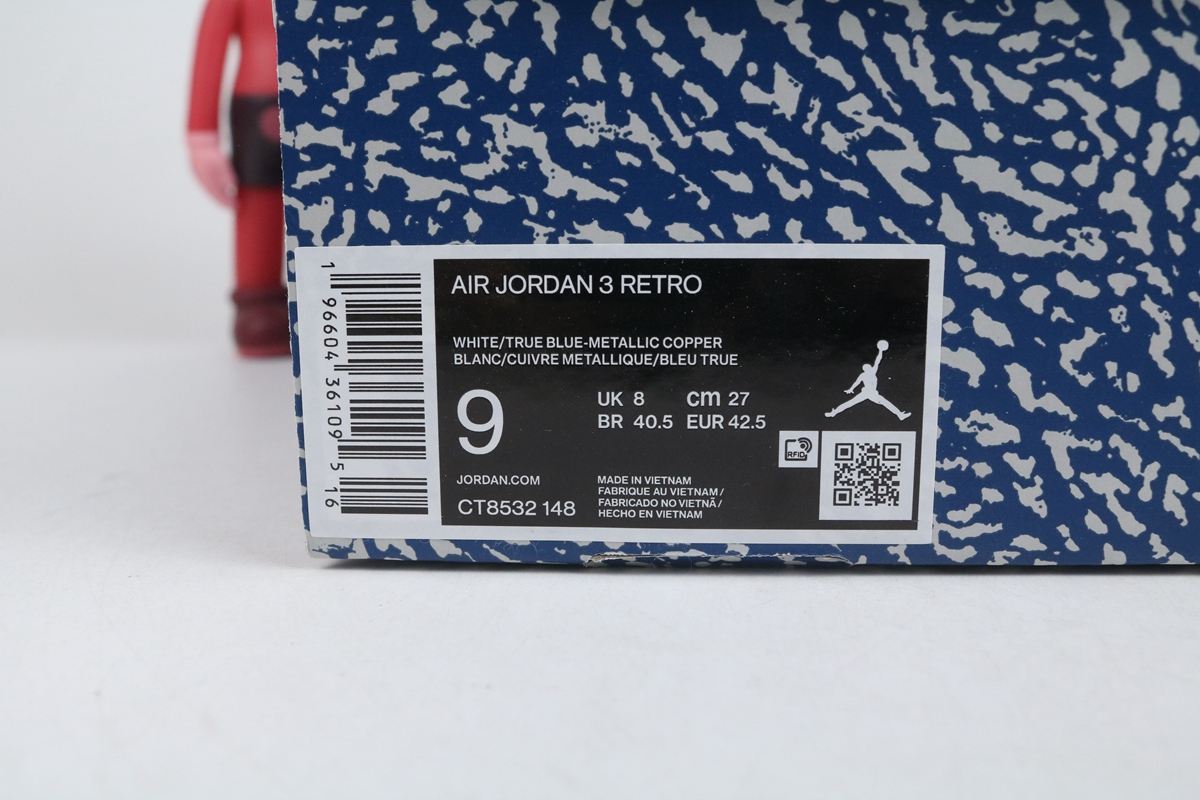 1 96604 36109 5 16
AIR JORDAN 3 RETRO
WHITE/TRUE BLUE-METALLIC COPPER
BLANC/CUIVRE METALLIQUE/BLEU TRUE
9
UK 8 cm 27
BR 40.5 EUR 42.5
RFID
JORDAN.COM
CT8532 148
MADE IN VIETNAM
FABRIQUE AU VIETNAM /
FABRICADO NO VIETNÃ /
HECHO EN VIETNAM